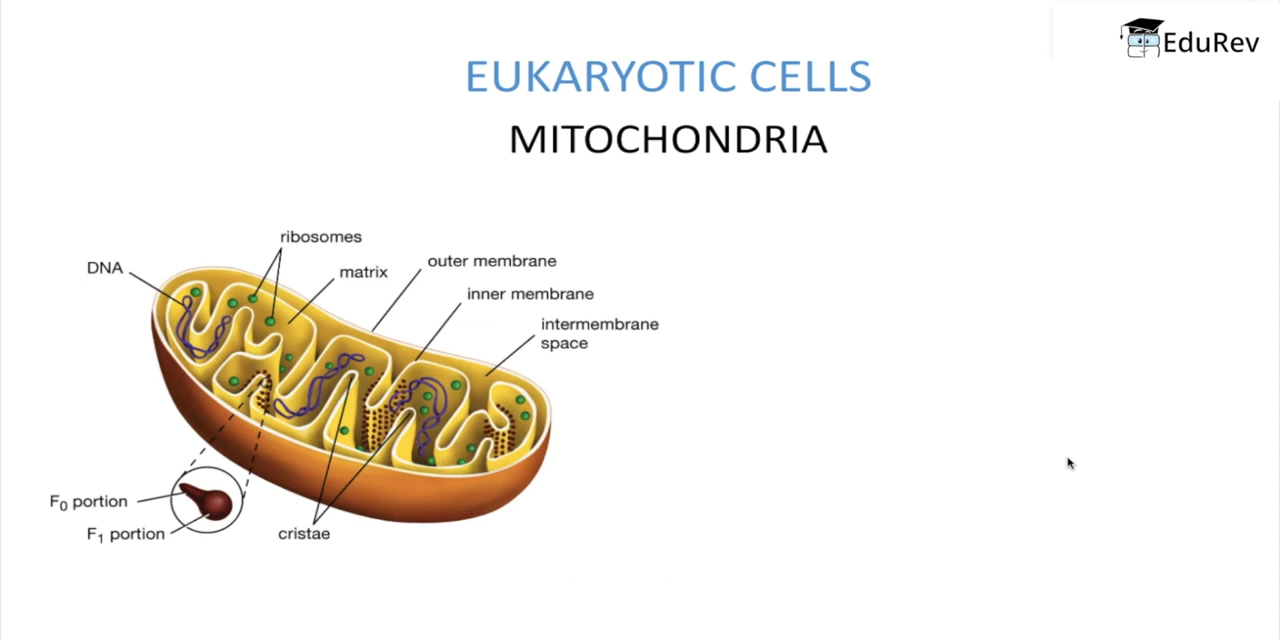 EduRev
EUKARYOTIC CELLS
MITOCHONDRIA
ribosomes
DNA
matrix
outer membrane
inner membrane
intermembrane
space
F₀ portion
F₁ portion
cristae